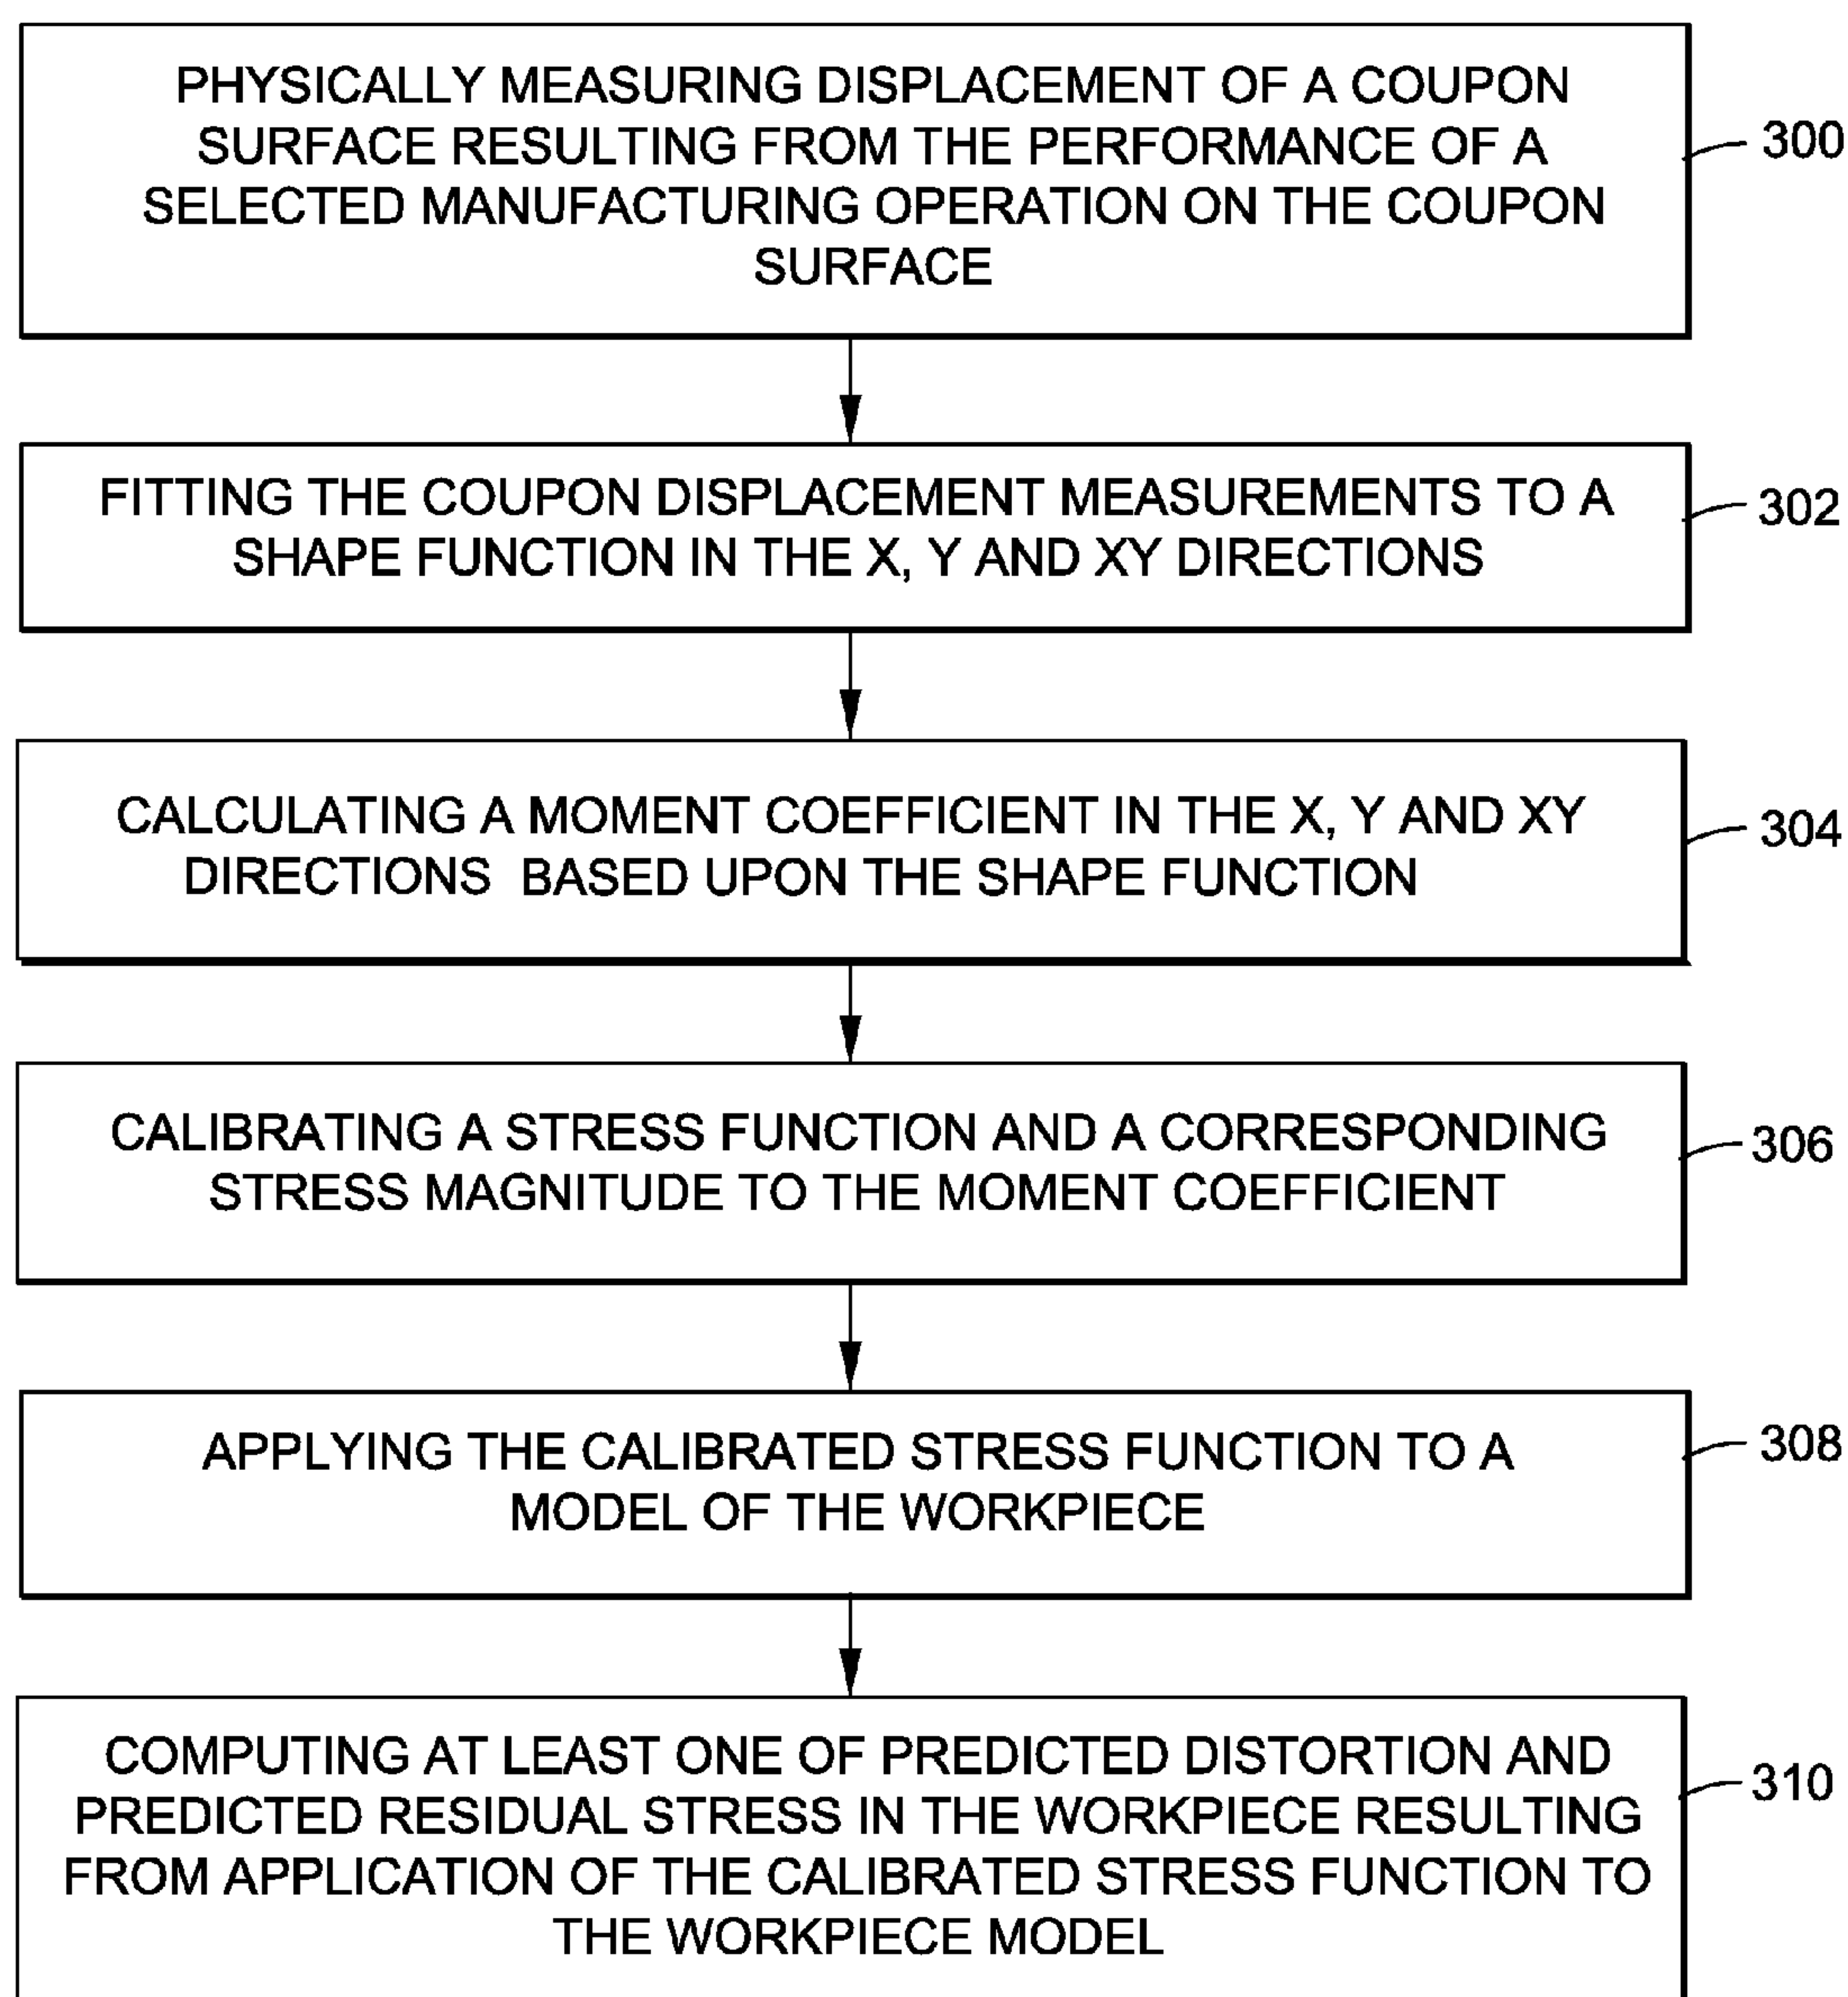 PHYSICALLY MEASURING DISPLACEMENT OF A COUPON
SURFACE RESULTING FROM THE PERFORMANCE OF A
SELECTED MANUFACTURING OPERATION ON THE COUPON
SURFACE
300
FITTING THE COUPON DISPLACEMENT MEASUREMENTS TO A
SHAPE FUNCTION IN THE X, Y AND XY DIRECTIONS
302
CALCULATING A MOMENT COEFFICIENT IN THE X, Y AND XY
DIRECTIONS BASED UPON THE SHAPE FUNCTION
304
CALIBRATING A STRESS FUNCTION AND A CORRESPONDING
STRESS MAGNITUDE TO THE MOMENT COEFFICIENT
306
APPLYING THE CALIBRATED STRESS FUNCTION TO A
MODEL OF THE WORKPIECE
308
COMPUTING AT LEAST ONE OF PREDICTED DISTORTION AND
PREDICTED RESIDUAL STRESS IN THE WORKPIECE RESULTING
FROM APPLICATION OF THE CALIBRATED STRESS FUNCTION TO
THE WORKPIECE MODEL
310